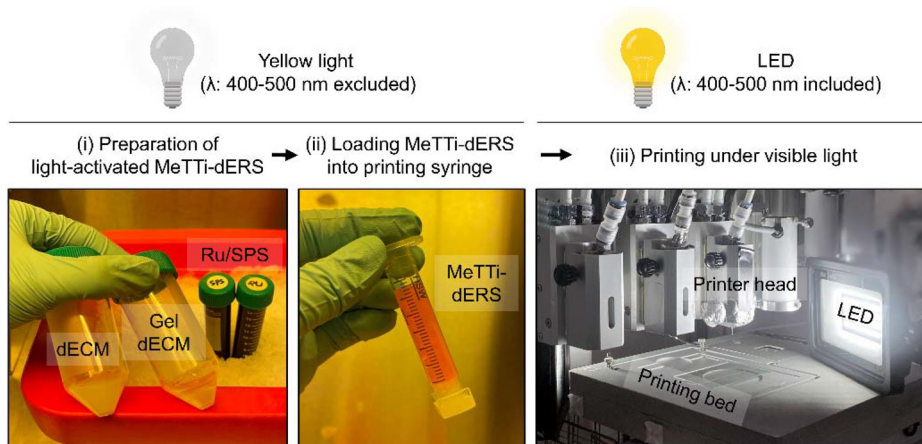 Yellow light
(λ: 400-500 nm excluded)
LED
(λ: 400-500 nm included)
(i) Preparation of
light-activated MeTTi-dERS
(ii) Loading MeTTi-dERS
into printing syringe
(iii) Printing under visible light
Ru/SPS
SPS
RU
dECM
Gel
dECM
MeTTi-
dERS
Printer head
LED
Printing bed